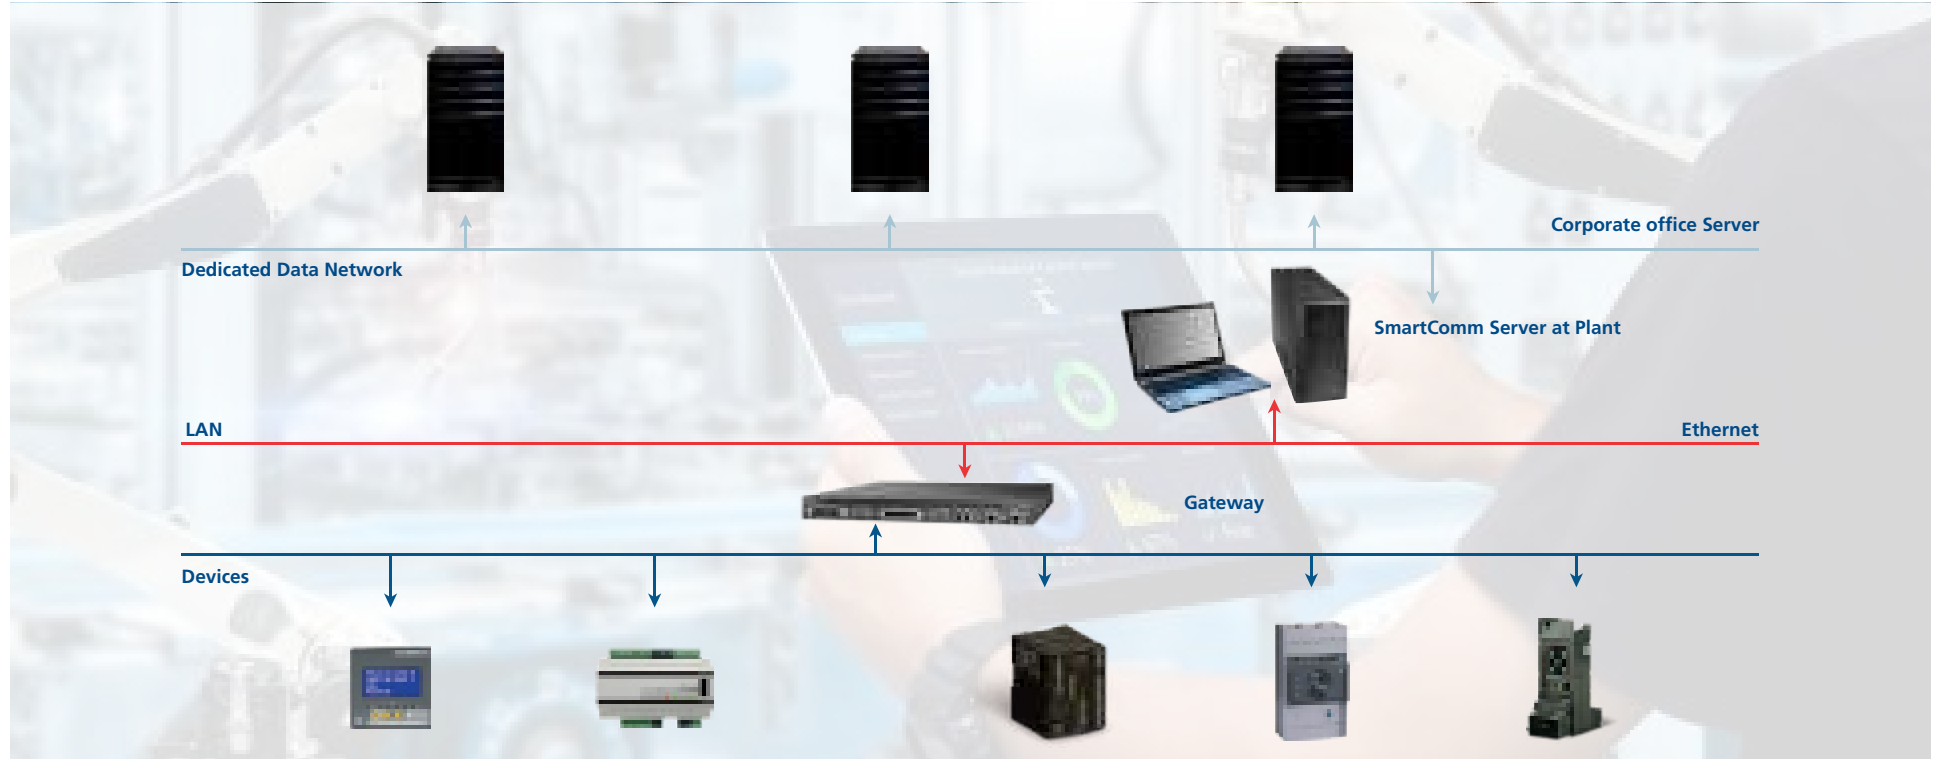 Corporate office Server
Dedicated Data Network
SmartComm Server at Plant
LAN
Ethernet
Gateway
Devices